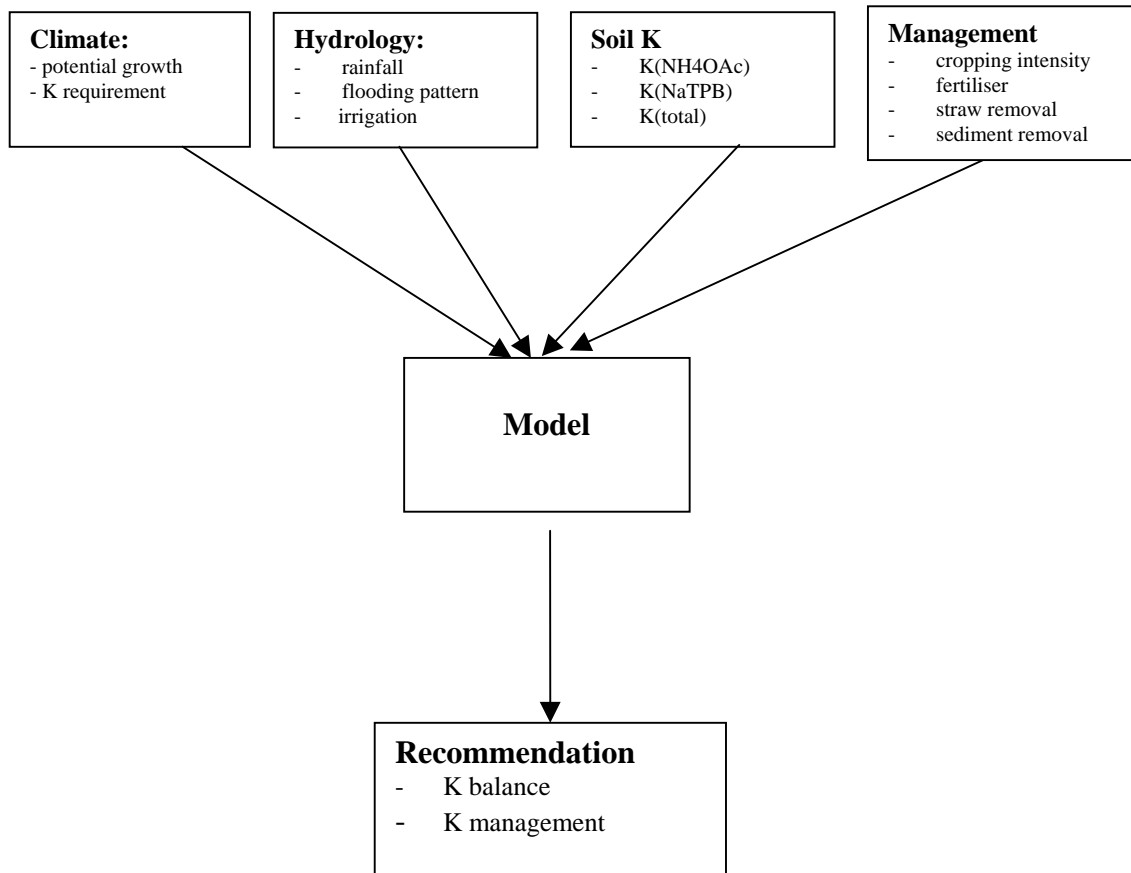 Climate:
- potential growth
- K requirement
Hydrology:
- rainfall
- flooding pattern
- irrigation
Soil K
- K(NH4OAc)
- K(NaTPB)
- K(total)
Management
- cropping intensity
- fertiliser
- straw removal
- sediment removal
Model
Recommendation
- K balance
- K management